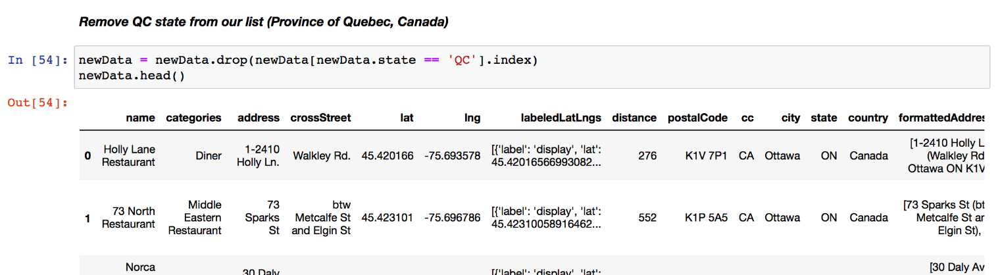 Remove QC state from our list (Province of Quebec, Canada)
In [54]: newData = newData.drop(newData[newData.state == 'QC'].index)
newData.head()
Out[54]:
name categories address crossStreet lat lng labeledLatLngs distance postalCode cc city state country formattedAddres
0 Holly Lane Restaurant Diner 1-2410 Holly Ln. Walkley Rd. 45.420166 -75.693578 [{'label': 'display', 'lat': 45.42016566993082... 276 K1V 7P1 CA Ottawa ON Canada [1-2410 Holly L (Walkley Rd Ottawa ON K1V
1 73 North Restaurant Middle Eastern Restaurant 73 Sparks St btw Metcalfe St and Elgin St 45.423101 -75.696786 [{'label': 'display', 'lat': 45.42310058916462... 552 K1P 5A5 CA Ottawa ON Canada [73 Sparks St (bt Metcalfe St ar Elgin St),
Norca 30 Daly [{'label': 'display', 'lat': [30 Daly Av